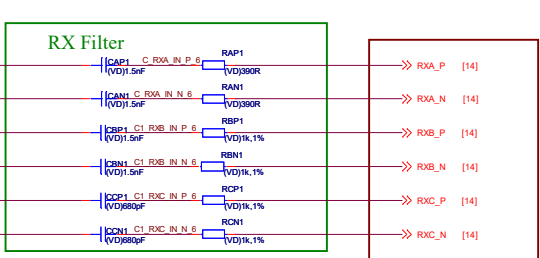 RX Filter
RAP1
CAP1 C_RXA_IN_P_6
(VD)1.5nF (VD)390R
RXA_P [14]
RAN1
CAN1 C_RXA_IN_N_6
(VD)1.5nF (VD)390R
RXA_N [14]
RBP1
CBP1 C1_RXB_IN_P_6
(VD)1.5nF (VD)1k,1%
RXB_P [14]
RBN1
CBN1 C1_RXB_IN_N_6
(VD)1.5nF (VD)1k,1%
RXB_N [14]
RCP1
CCP1 C1_RXC_IN_P_6
(VD)680pF (VD)1k,1%
RXC_P [14]
RCN1
CCN1 C1_RXC_IN_N_6
(VD)680pF (VD)1k,1%
RXC_N [14]